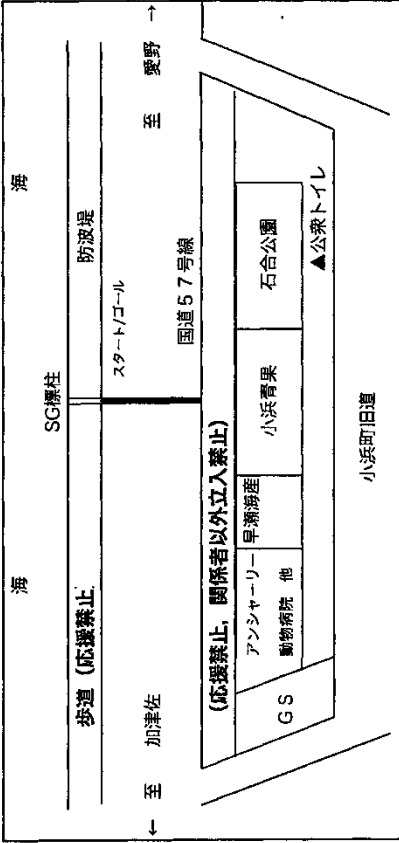 海　海
SG標柱
歩道（応援禁止）
防波堤
スタート/ゴール
← 至　加津佐
至　愛野 →
国道５７号線
（応援禁止，関係者以外立入禁止）
ＧＳ
アンシャーリー
動物病院　他
早瀬海産
小浜青果
石合公園
▲公衆トイレ
小浜町旧道